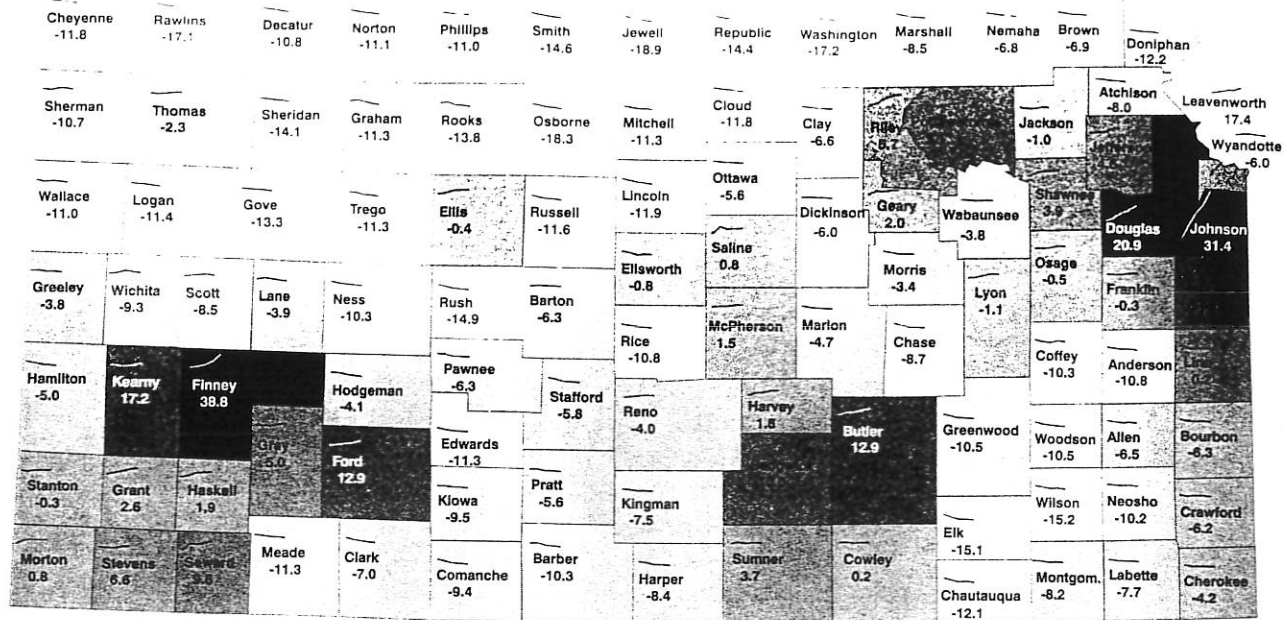 Cheyenne
-11.8
Rawlins
-17.1
Decatur
-10.8
Norton
-11.1
Phillips
-11.0
Smith
-14.6
Jewell
-18.9
Republic
-14.4
Washington
-17.2
Marshall
-8.5
Nemaha
-6.8
Brown
-6.9
Doniphan
-12.2
Sherman
-10.7
Thomas
-2.3
Sheridan
-14.1
Graham
-11.3
Rooks
-13.8
Osborne
-18.3
Mitchell
-11.3
Cloud
-11.8
Clay
-6.6
Riley
Jackson
-1.0
Atchison
-8.0
Jefferson
Leavenworth
17.4
Wyandotte
-6.0
Wallace
-11.0
Logan
-11.4
Gove
-13.3
Trego
-11.3
Ellis
-0.4
Russell
-11.6
Lincoln
-11.9
Ottawa
-5.6
Saline
0.8
Dickinson
-6.0
Geary
2.0
Wabaunsee
-3.8
Shawnee
3.9
Douglas
20.9
Johnson
31.4
Greeley
-3.8
Wichita
-9.3
Scott
-8.5
Lane
-3.9
Ness
-10.3
Rush
-14.9
Barton
-6.3
Ellsworth
-0.8
Rice
-10.8
McPherson
1.5
Marion
-4.7
Morris
-3.4
Chase
-8.7
Lyon
-1.1
Osage
-0.5
Franklin
-0.3
Coffey
-10.3
Anderson
-10.8
Hamilton
-5.0
Kearny
17.2
Finney
38.8
Hodgeman
-4.1
Pawnee
-6.3
Stafford
-5.8
Reno
-4.0
Harvey
Butler
12.9
Greenwood
-10.5
Woodson
-10.5
Allen
-6.5
Bourbon
-6.3
Gray
Ford
12.9
Edwards
-11.3
Stanton
-0.3
Grant
2.6
Haskell
1.9
Kiowa
-9.5
Pratt
-5.6
Kingman
-7.5
Wilson
-15.2
Neosho
-10.2
Crawford
-6.2
Morton
0.8
Stevens
6.6
Seward
Meade
-11.3
Clark
-7.0
Comanche
-9.4
Barber
-10.3
Harper
-8.4
Sumner
3.7
Cowley
0.2
Elk
-15.1
Chautauqua
-12.1
Montgom.
-8.2
Labette
-7.7
Cherokee
-4.2